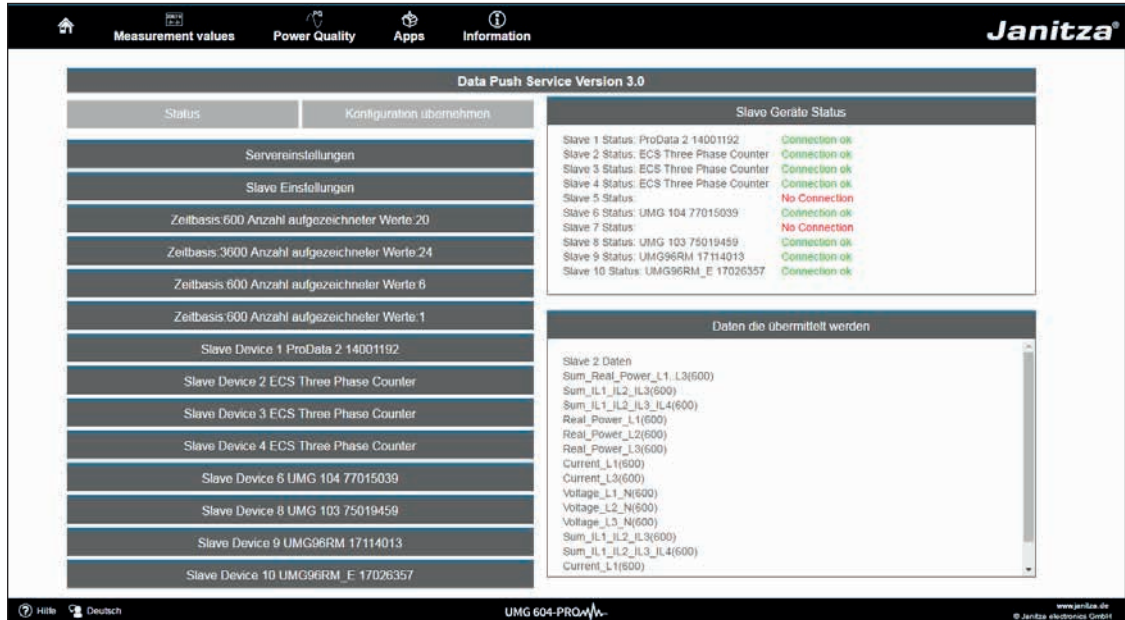 Measurement values
Power Quality
Apps
Information
Janitza®
Data Push Service Version 3.0
Status
Konfiguration übernehmen
Servereinstellungen
Slave Einstellungen
Zeitbasis:600 Anzahl aufgezeichneter Werte:20
Zeitbasis:3600 Anzahl aufgezeichneter Werte:24
Zeitbasis:600 Anzahl aufgezeichneter Werte:6
Zeitbasis:600 Anzahl aufgezeichneter Werte:1
Slave Device 1 ProData 2 14001192
Slave Device 2 ECS Three Phase Counter
Slave Device 3 ECS Three Phase Counter
Slave Device 4 ECS Three Phase Counter
Slave Device 6 UMG 104 77015039
Slave Device 8 UMG 103 75019459
Slave Device 9 UMG96RM 17114013
Slave Device 10 UMG96RM_E 17026357
Slave Geräte Status
Slave 1 Status: ProData 2 14001192 Connection ok
Slave 2 Status: ECS Three Phase Counter Connection ok
Slave 3 Status: ECS Three Phase Counter Connection ok
Slave 4 Status: ECS Three Phase Counter Connection ok
Slave 5 Status: No Connection
Slave 6 Status: UMG 104 77015039 Connection ok
Slave 7 Status: No Connection
Slave 8 Status: UMG 103 75019459 Connection ok
Slave 9 Status: UMG96RM 17114013 Connection ok
Slave 10 Status: UMG96RM_E 17026357 Connection ok
Daten die übermittelt werden
Slave 2 Daten
Sum_Real_Power_L1..L3(600)
Sum_IL1_IL2_IL3(600)
Sum_IL1_IL2_IL3_IL4(600)
Real_Power_L1(600)
Real_Power_L2(600)
Real_Power_L3(600)
Current_L1(600)
Current_L3(600)
Voltage_L1_N(600)
Voltage_L2_N(600)
Voltage_L3_N(600)
Sum_IL1_IL2_IL3(600)
Sum_IL1_IL2_IL3_IL4(600)
Current_L1(600)
Hilfe
Deutsch
UMG 604-PRO
www.janitza.de
© Janitza electronics GmbH